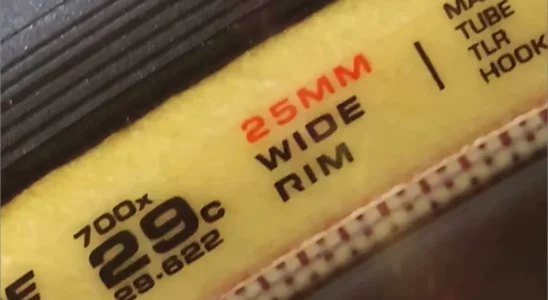 700x
29c
29-622
25MM
WIDE
RIM
TUBE
TLR
HOOK